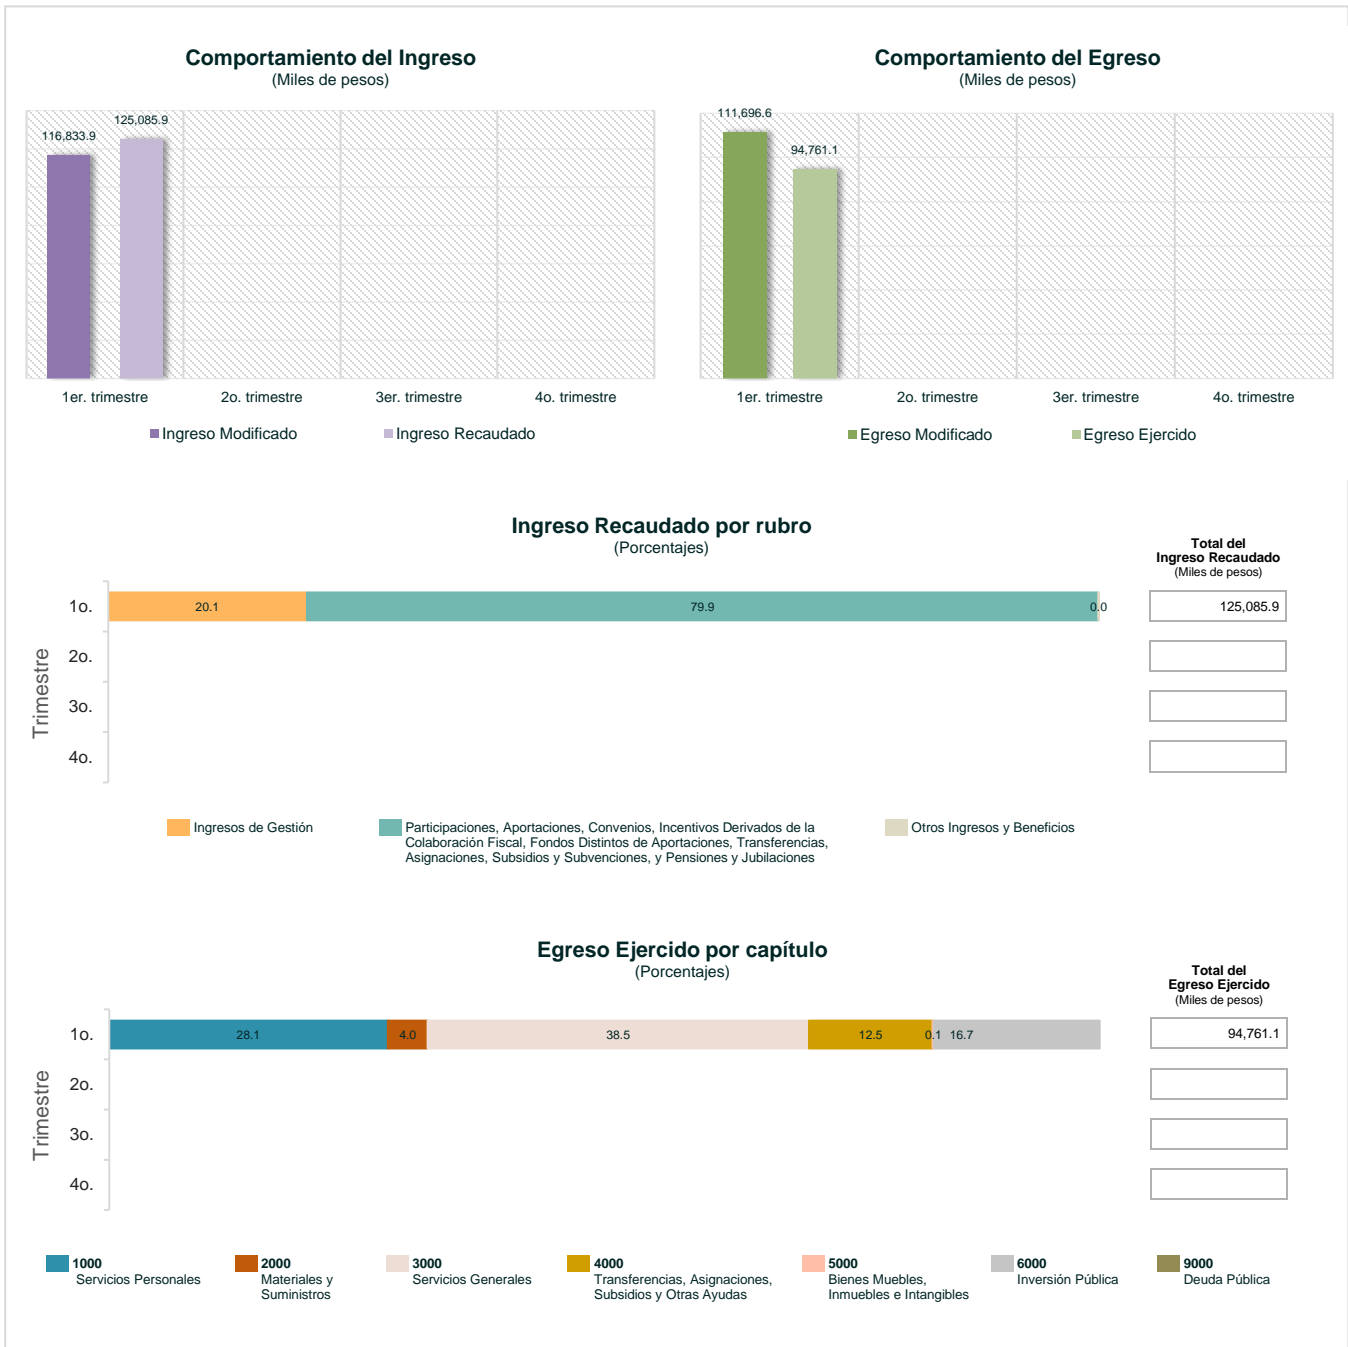 Comportamiento del Ingreso
(Miles de pesos)
116,833.9
125,085.9
1er. trimestre
2o. trimestre
3er. trimestre
4o. trimestre
Ingreso Modificado
Ingreso Recaudado
Comportamiento del Egreso
(Miles de pesos)
111,696.6
94,761.1
1er. trimestre
2o. trimestre
3er. trimestre
4o. trimestre
Egreso Modificado
Egreso Ejercido
Ingreso Recaudado por rubro
(Porcentajes)
Total del
Ingreso Recaudado
(Miles de pesos)
Trimestre
1o.
20.1
79.9
0.0
125,085.9
2o.
3o.
4o.
Ingresos de Gestión
Participaciones, Aportaciones, Convenios, Incentivos Derivados de la
Colaboración Fiscal, Fondos Distintos de Aportaciones, Transferencias,
Asignaciones, Subsidios y Subvenciones, y Pensiones y Jubilaciones
Otros Ingresos y Beneficios
Egreso Ejercido por capítulo
(Porcentajes)
Total del
Egreso Ejercido
(Miles de pesos)
Trimestre
1o.
28.1
4.0
38.5
12.5
0.1
16.7
94,761.1
2o.
3o.
4o.
1000
Servicios Personales
2000
Materiales y
Suministros
3000
Servicios Generales
4000
Transferencias, Asignaciones,
Subsidios y Otras Ayudas
5000
Bienes Muebles,
Inmuebles e Intangibles
6000
Inversión Pública
9000
Deuda Pública